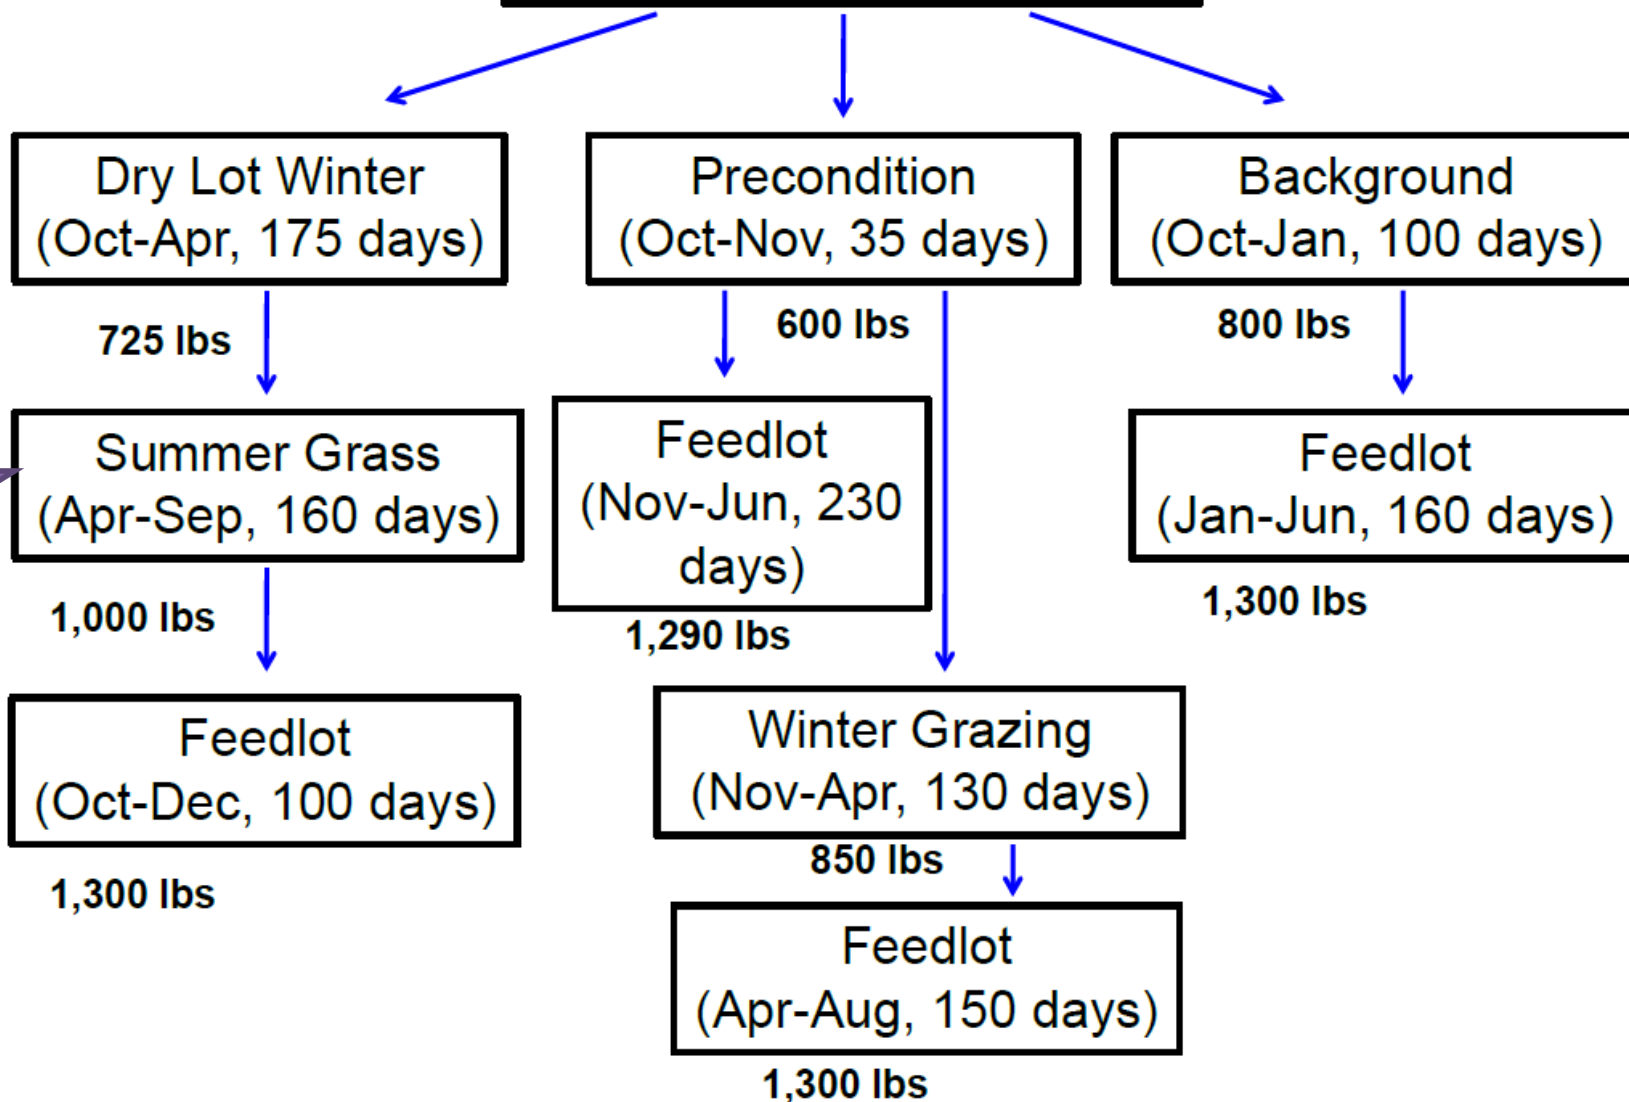 Dry Lot Winter
(Oct-Apr, 175 days)
Precondition
(Oct-Nov, 35 days)
Background
(Oct-Jan, 100 days)
725 lbs
600 lbs
800 lbs
Summer Grass
(Apr-Sep, 160 days)
Feedlot
(Nov-Jun, 230
days)
Feedlot
(Jan-Jun, 160 days)
1,000 lbs
1,290 lbs
1,300 lbs
Feedlot
(Oct-Dec, 100 days)
Winter Grazing
(Nov-Apr, 130 days)
1,300 lbs
850 lbs
Feedlot
(Apr-Aug, 150 days)
1,300 lbs